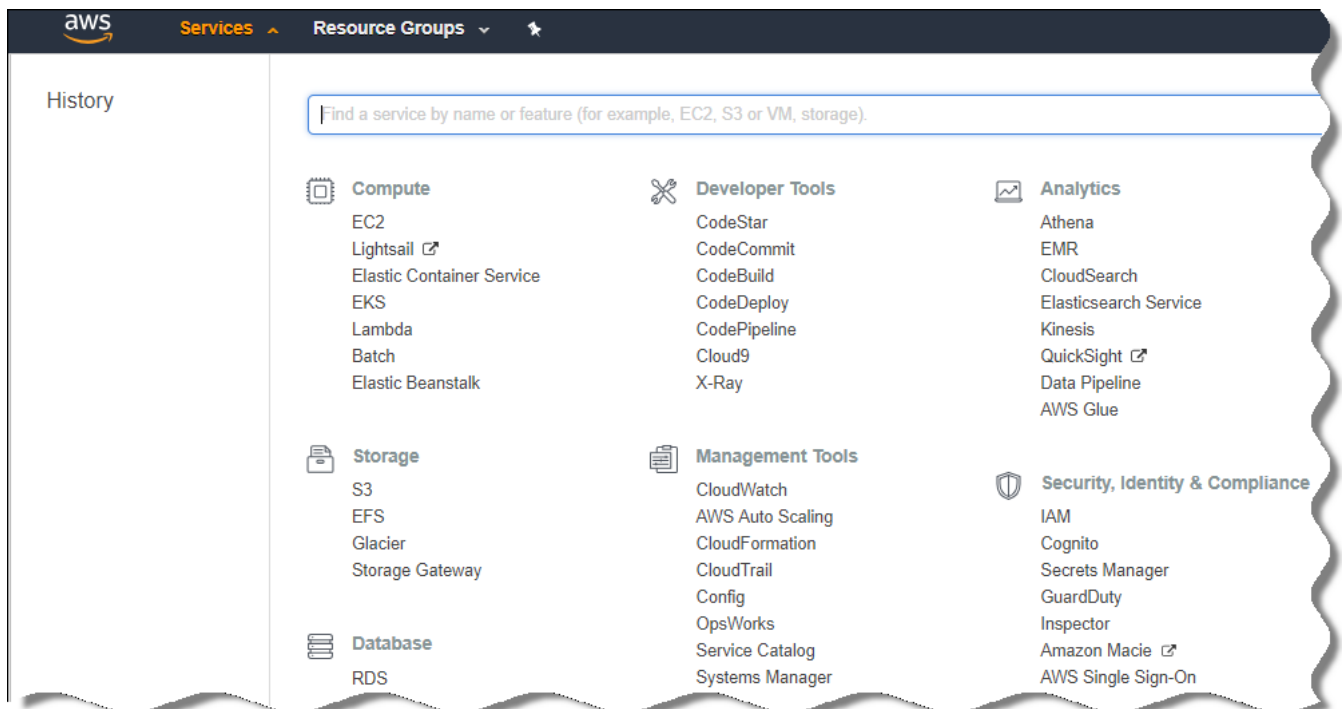 aws Services Resource Groups
History
Find a service by name or feature (for example, EC2, S3 or VM, storage).
Compute
EC2
Lightsail
Elastic Container Service
EKS
Lambda
Batch
Elastic Beanstalk
Storage
S3
EFS
Glacier
Storage Gateway
Database
RDS
Developer Tools
CodeStar
CodeCommit
CodeBuild
CodeDeploy
CodePipeline
Cloud9
X-Ray
Management Tools
CloudWatch
AWS Auto Scaling
CloudFormation
CloudTrail
Config
OpsWorks
Service Catalog
Systems Manager
Analytics
Athena
EMR
CloudSearch
Elasticsearch Service
Kinesis
QuickSight
Data Pipeline
AWS Glue
Security, Identity & Compliance
IAM
Cognito
Secrets Manager
GuardDuty
Inspector
Amazon Macie
AWS Single Sign-On